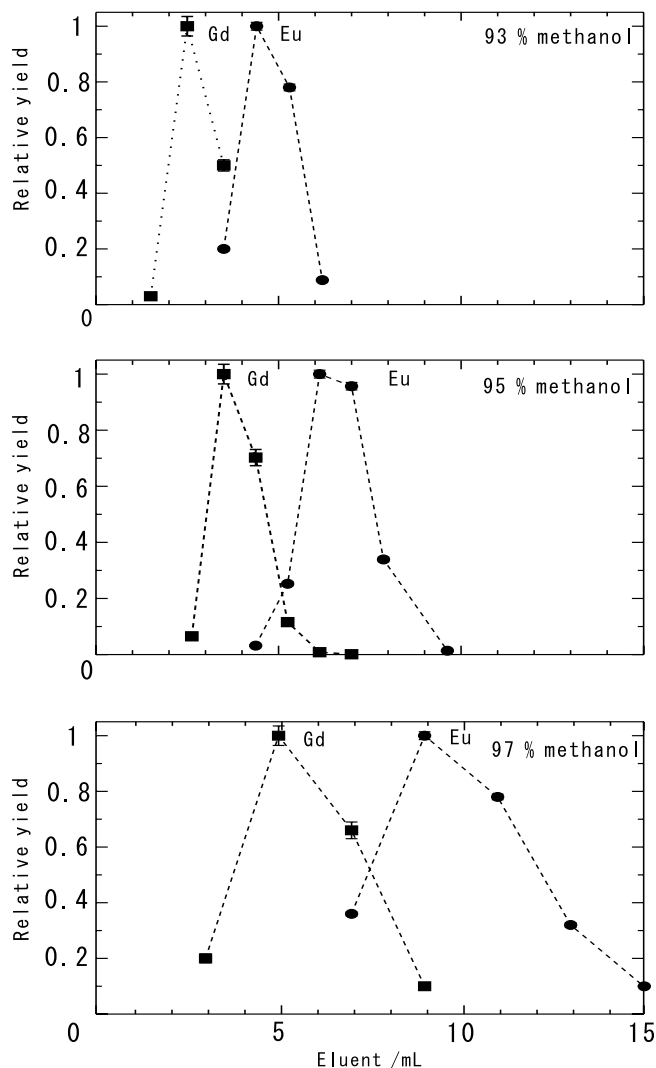 1 Gd Eu 93 % methanol
0.8
0.6
0.4
0.2
0
Relative yield
1 Gd Eu 95 % methanol
0.8
0.6
0.4
0.2
0
Relative yield
1 Gd Eu 97 % methanol
0.8
0.6
0.4
0.2
Relative yield
0 5 10 15
Eluent /mL